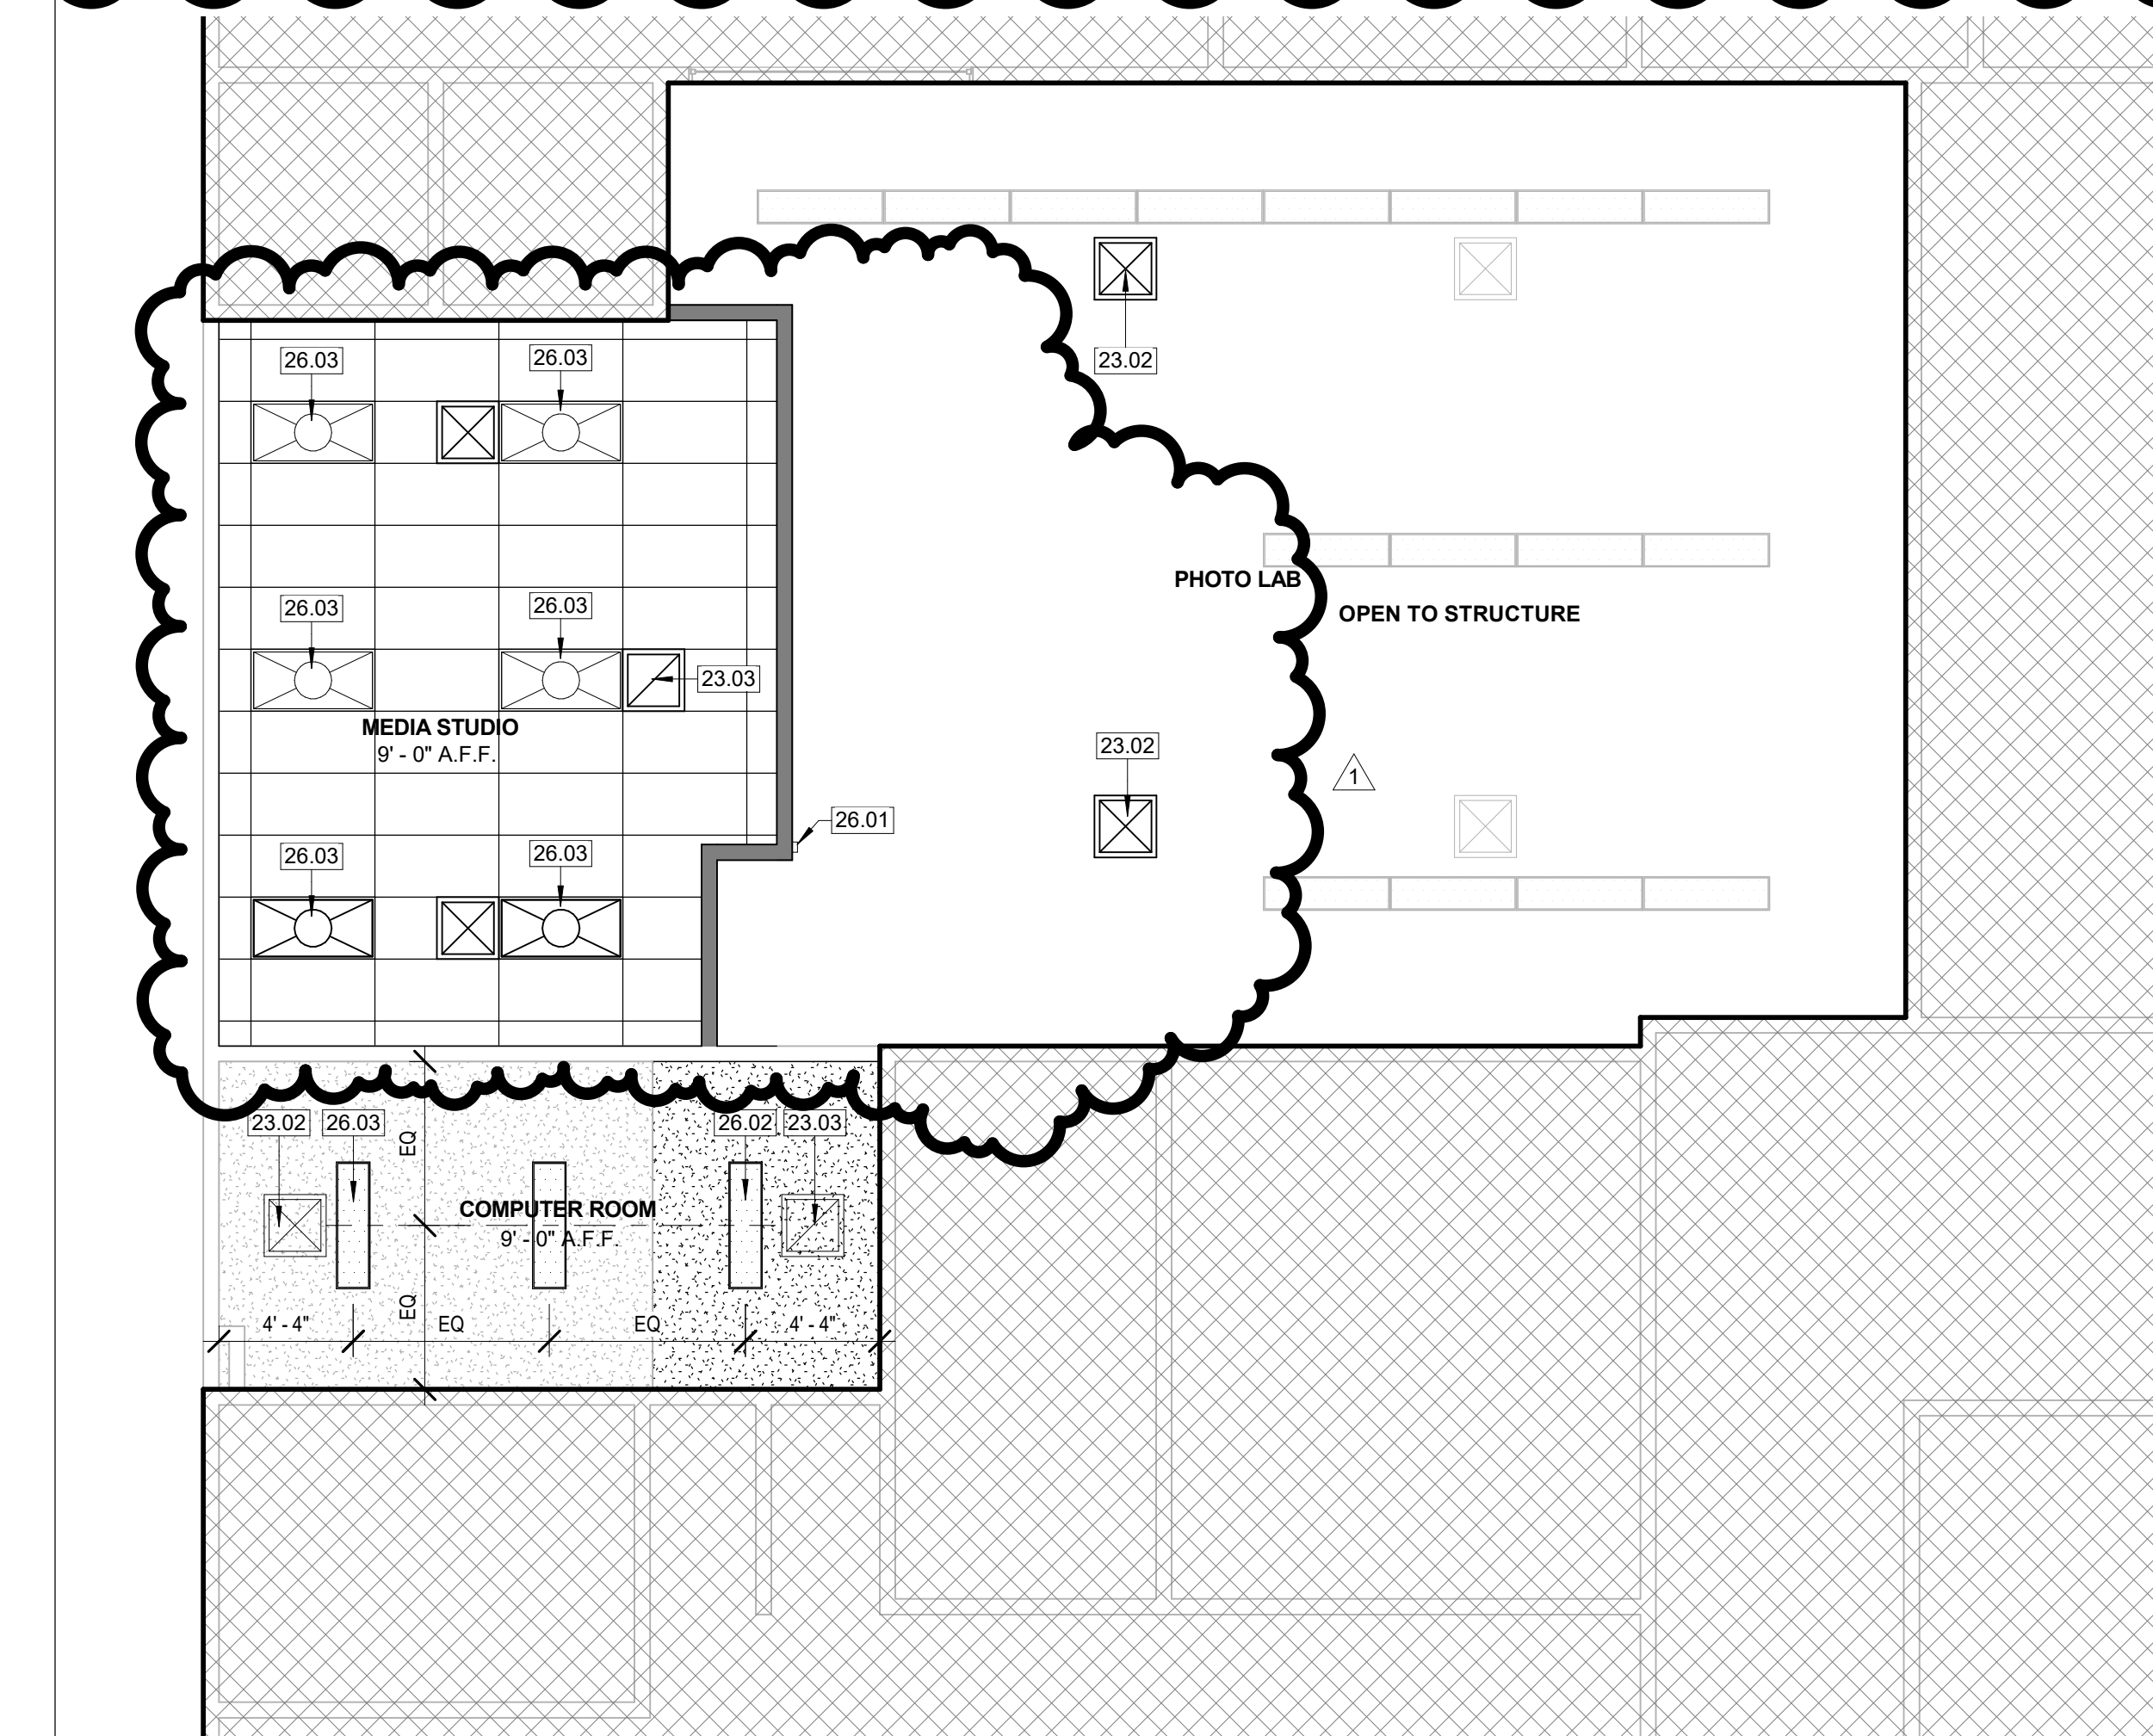 26.03
26.03
23.02
PHOTO LAB
OPEN TO STRUCTURE
26.03
26.03
23.03
MEDIA STUDIO
9' - 0" A.F.F.
23.02
1
26.01
26.03
26.03
23.02
26.03
26.02
23.03
EQ
COMPUTER ROOM
9' - 0" A.F.F.
EQ
4' - 4"
EQ
EQ
4' - 4"